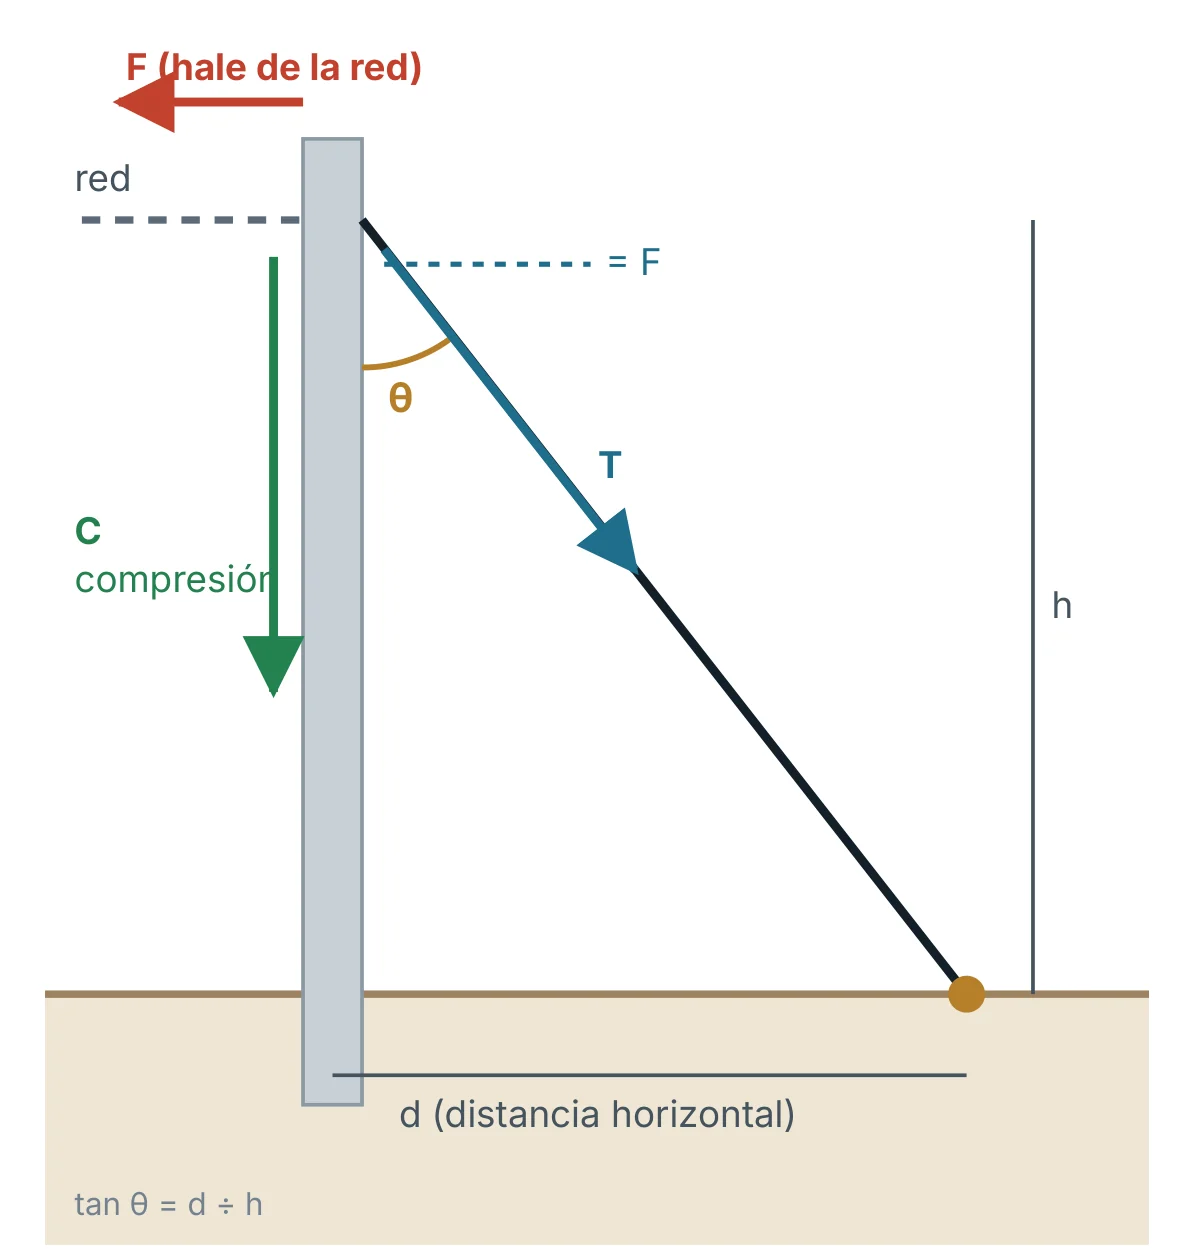 F (hale de la red)
red
= F
θ
T
C
compresión
h
d (distancia horizontal)
tan θ = d ÷ h